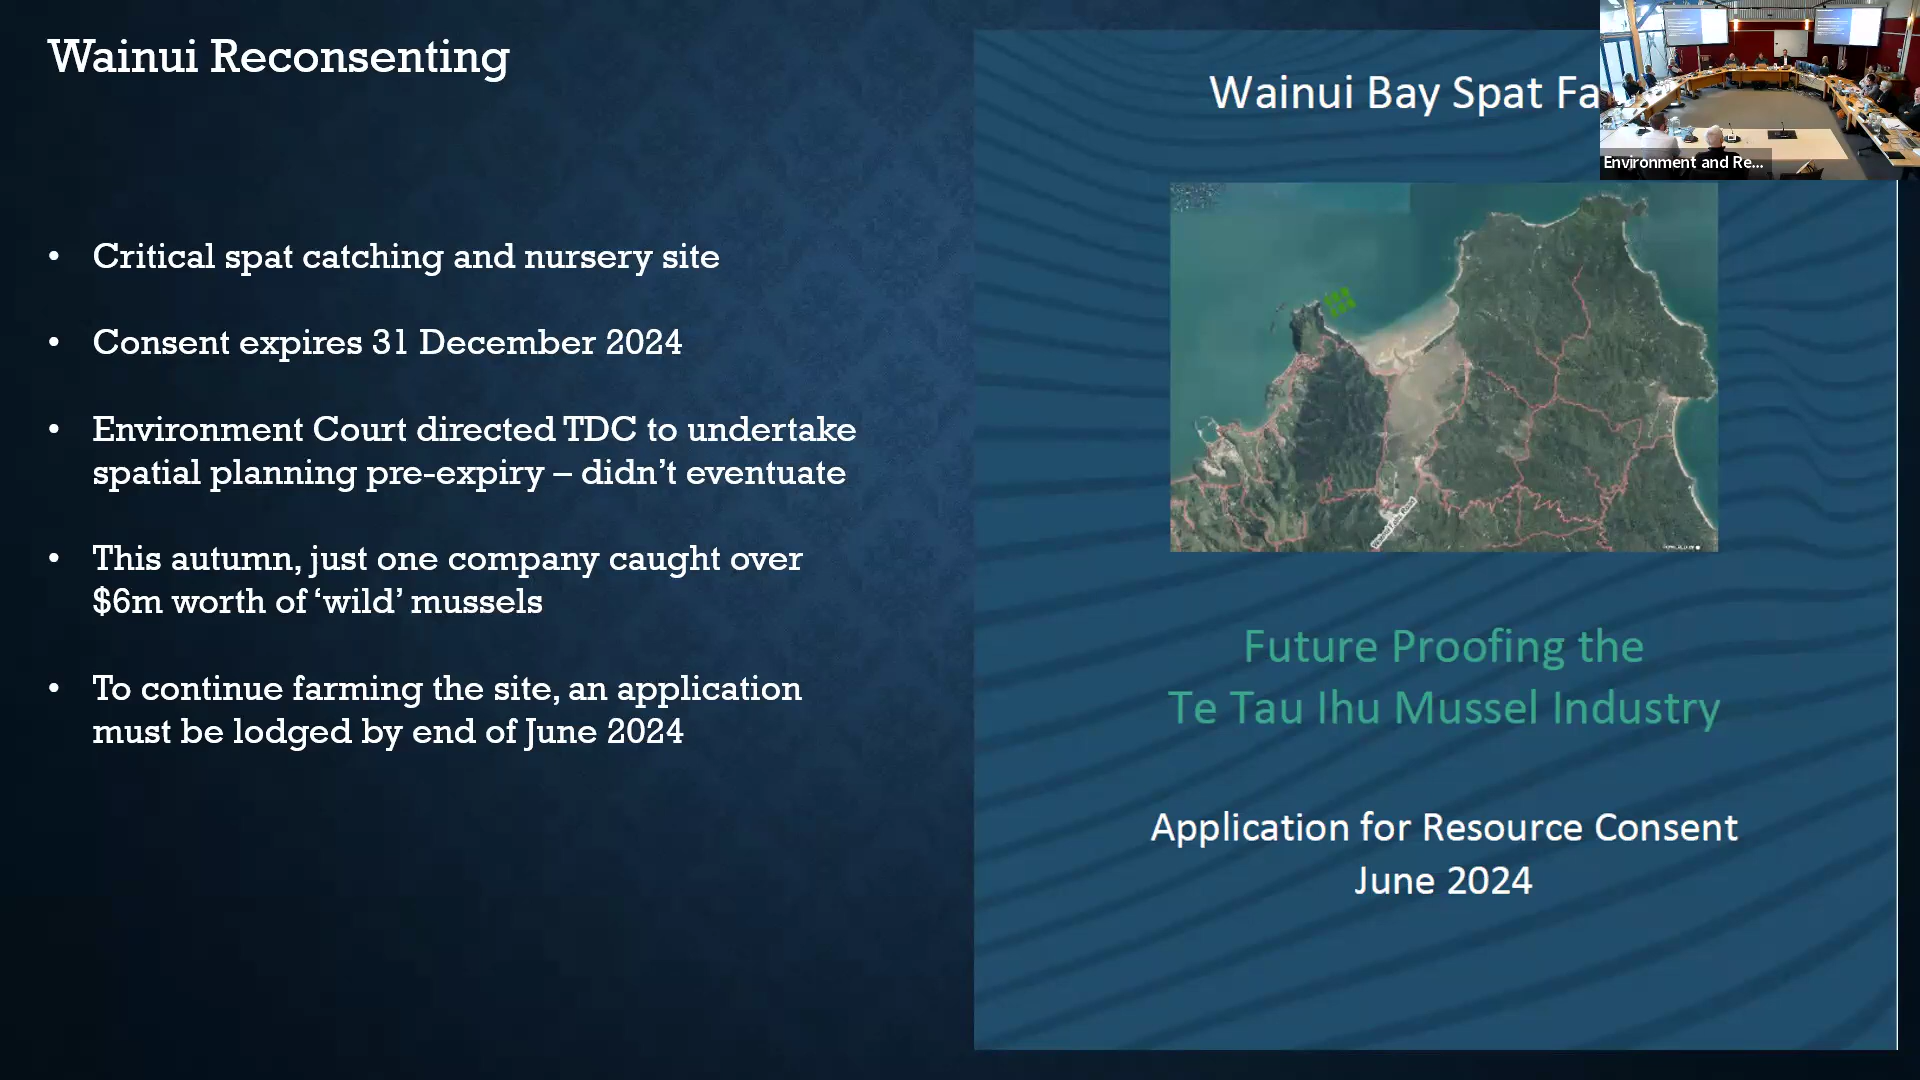 Wainui Reconsenting
• Critical spat catching and nursery site
• Consent expires 31 December 2024
• Environment Court directed TDC to undertake
spatial planning pre-expiry – didn’t eventuate
• This autumn, just one company caught over
$6m worth of ‘wild’ mussels
• To continue farming the site, an application
must be lodged by end of June 2024
Wainui Bay Spat Fa
Environment and Re...
Future Proofing the
Te Tau Ihu Mussel Industry
Application for Resource Consent
June 2024